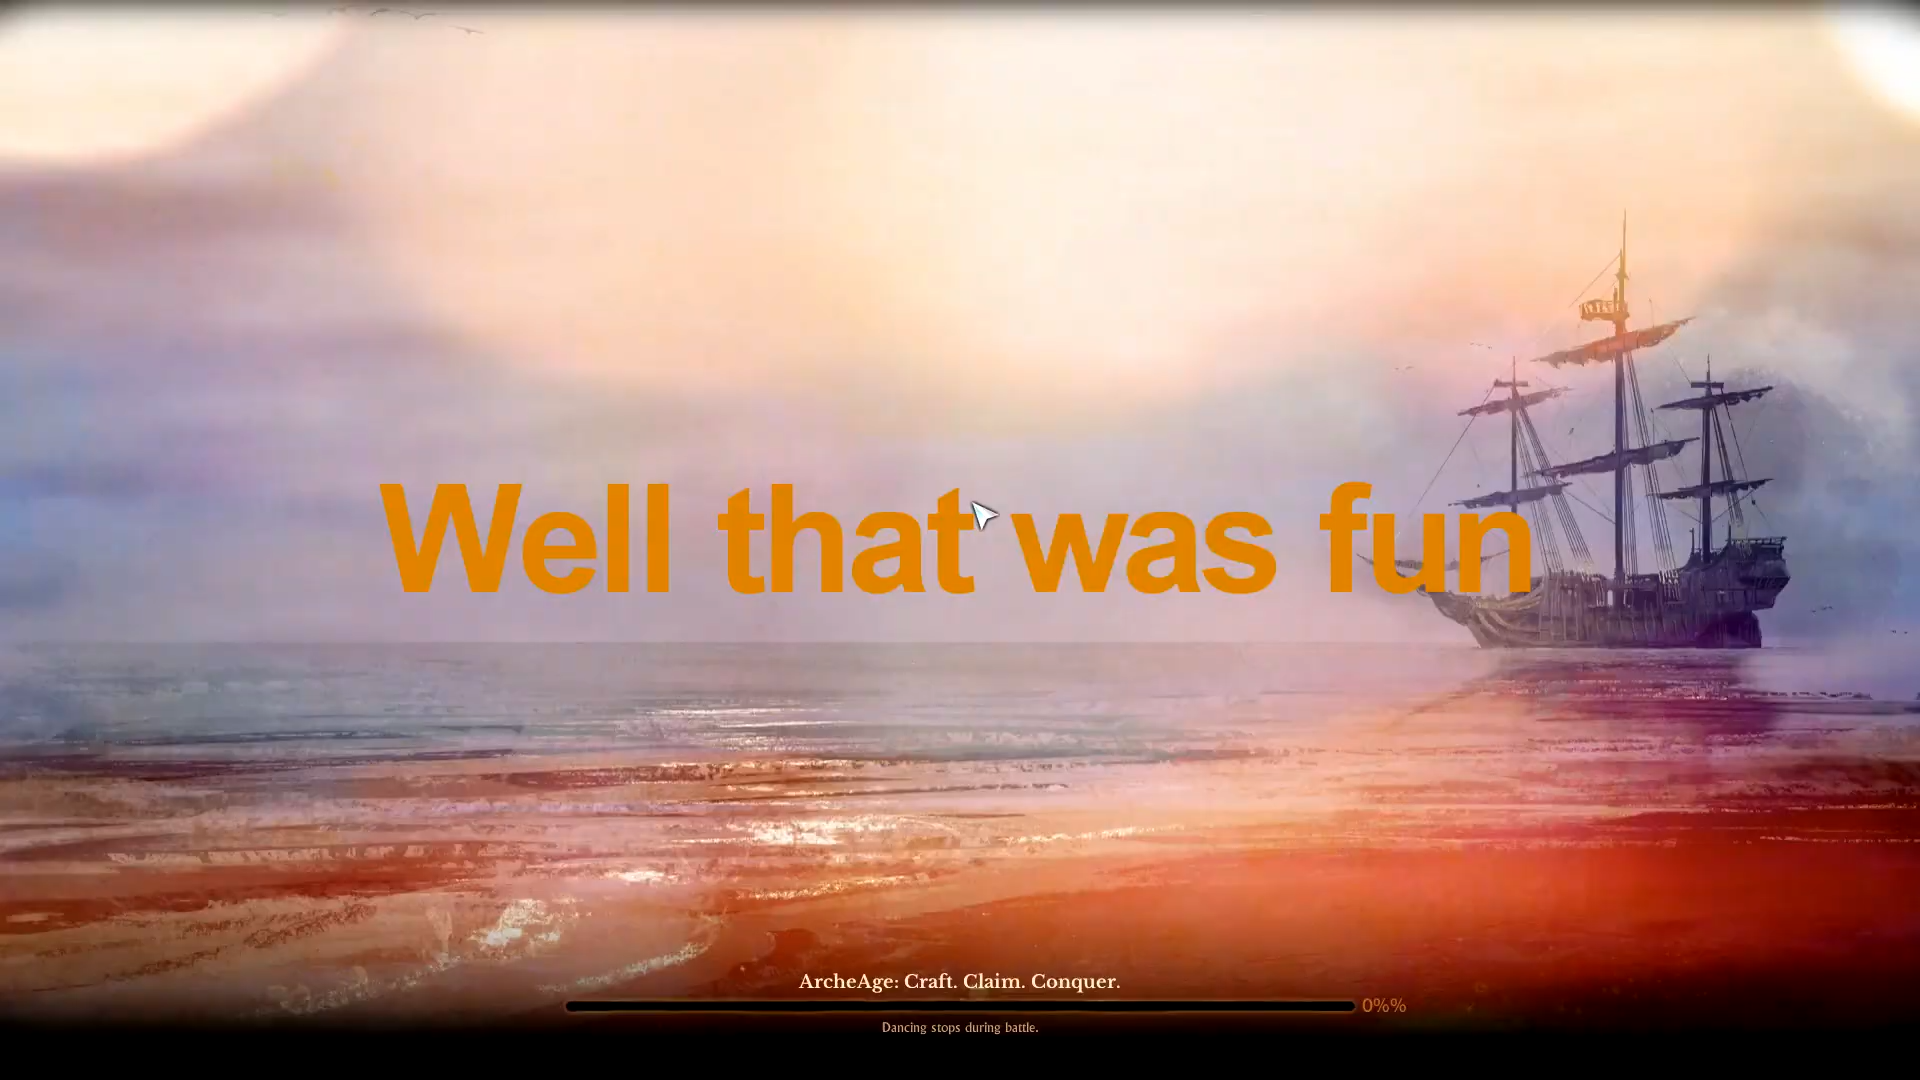 Well that was fun
ArcheAge: Craft. Claim. Conquer.
0%%
Dancing stops during battle.